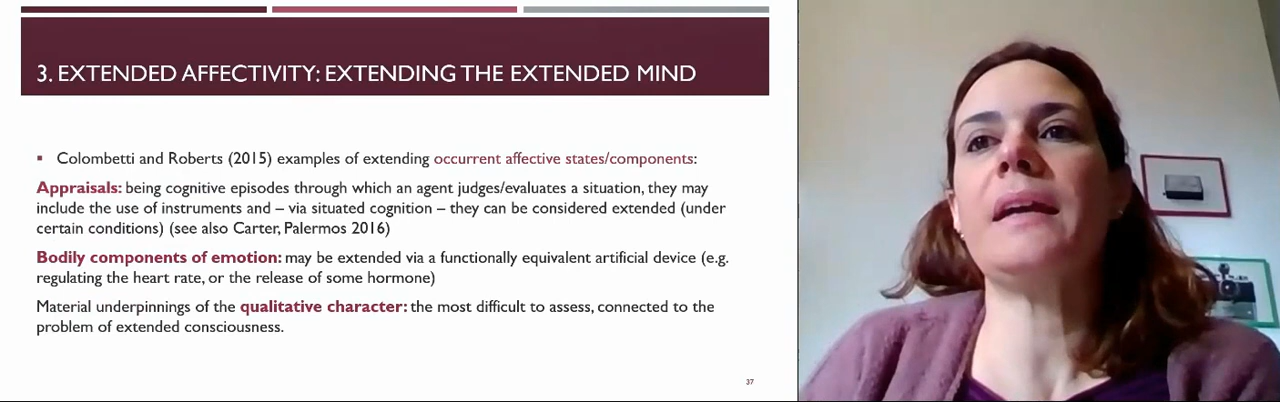 3. EXTENDED AFFECTIVITY: EXTENDING THE EXTENDED MIND
▪ Colombetti and Roberts (2015) examples of extending occurrent affective states/components:
Appraisals: being cognitive episodes through which an agent judges/evaluates a situation, they may
include the use of instruments and – via situated cognition – they can be considered extended (under
certain conditions) (see also Carter, Palermos 2016)
Bodily components of emotion: may be extended via a functionally equivalent artificial device (e.g.
regulating the heart rate, or the release of some hormone)
Material underpinnings of the qualitative character: the most difficult to assess, connected to the
problem of extended consciousness.
37